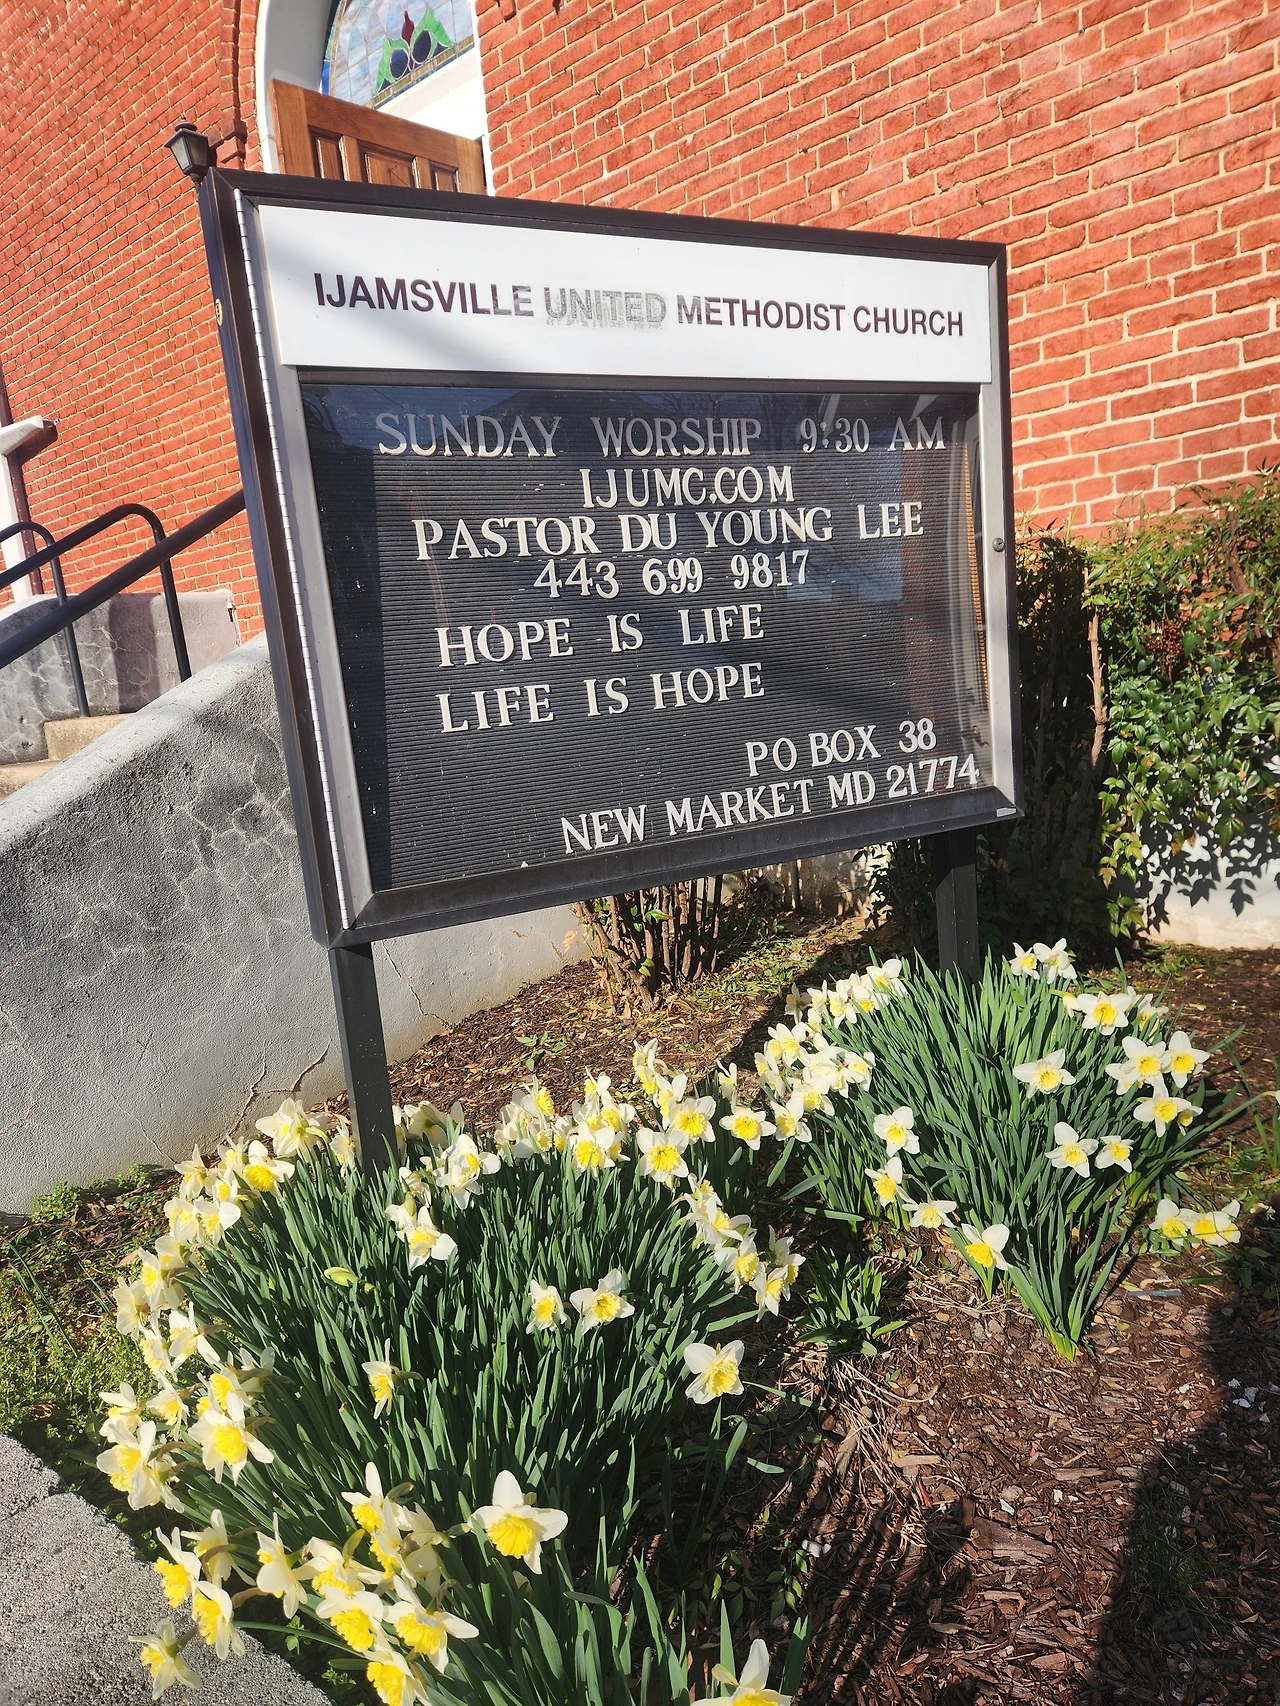 IJAMSVILLE UNITED METHODIST CHURCH
SUNDAY WORSHIP 9:30 AM
IJUMC.COM
PASTOR DU YOUNG LEE
443 699 9817
HOPE IS LIFE
LIFE IS HOPE
PO BOX 38
NEW MARKET MD 21774